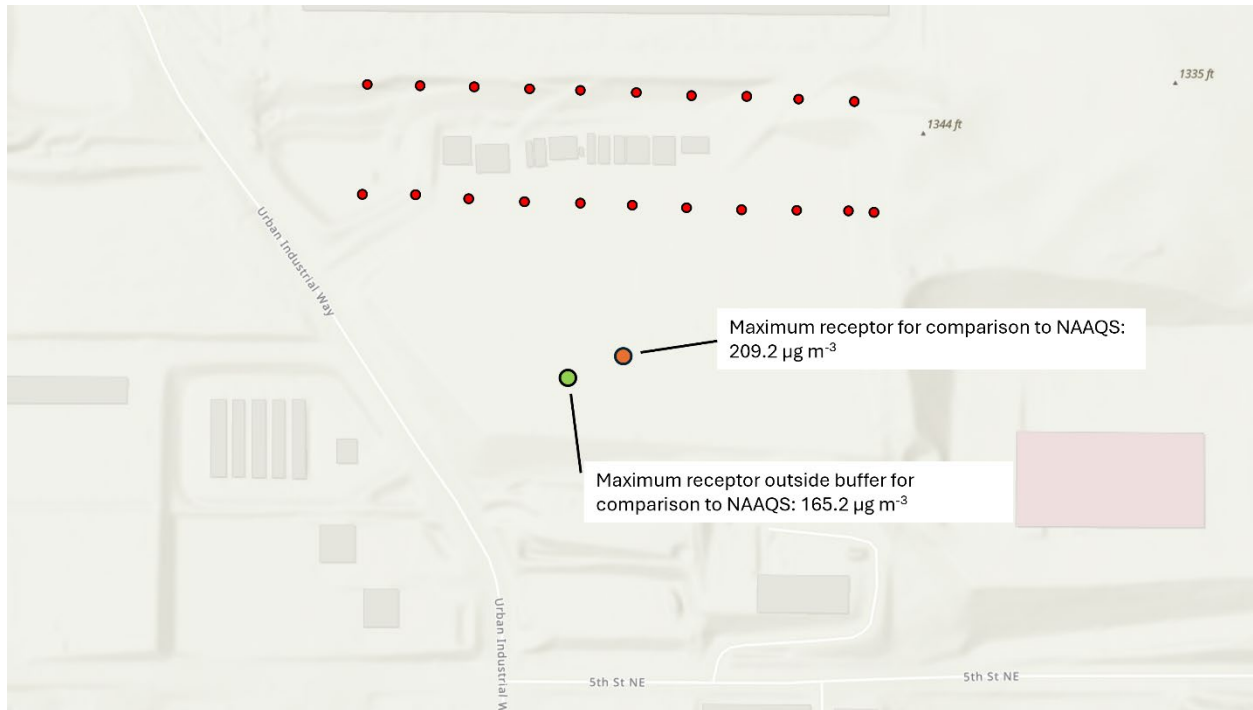 1335 ft
1344 ft
Urban Industrial Way
Maximum receptor for comparison to NAAQS:
209.2 µg m-3
Maximum receptor outside buffer for
comparison to NAAQS: 165.2 µg m-3
Urban Industrial W
5th St NE
5th St NE